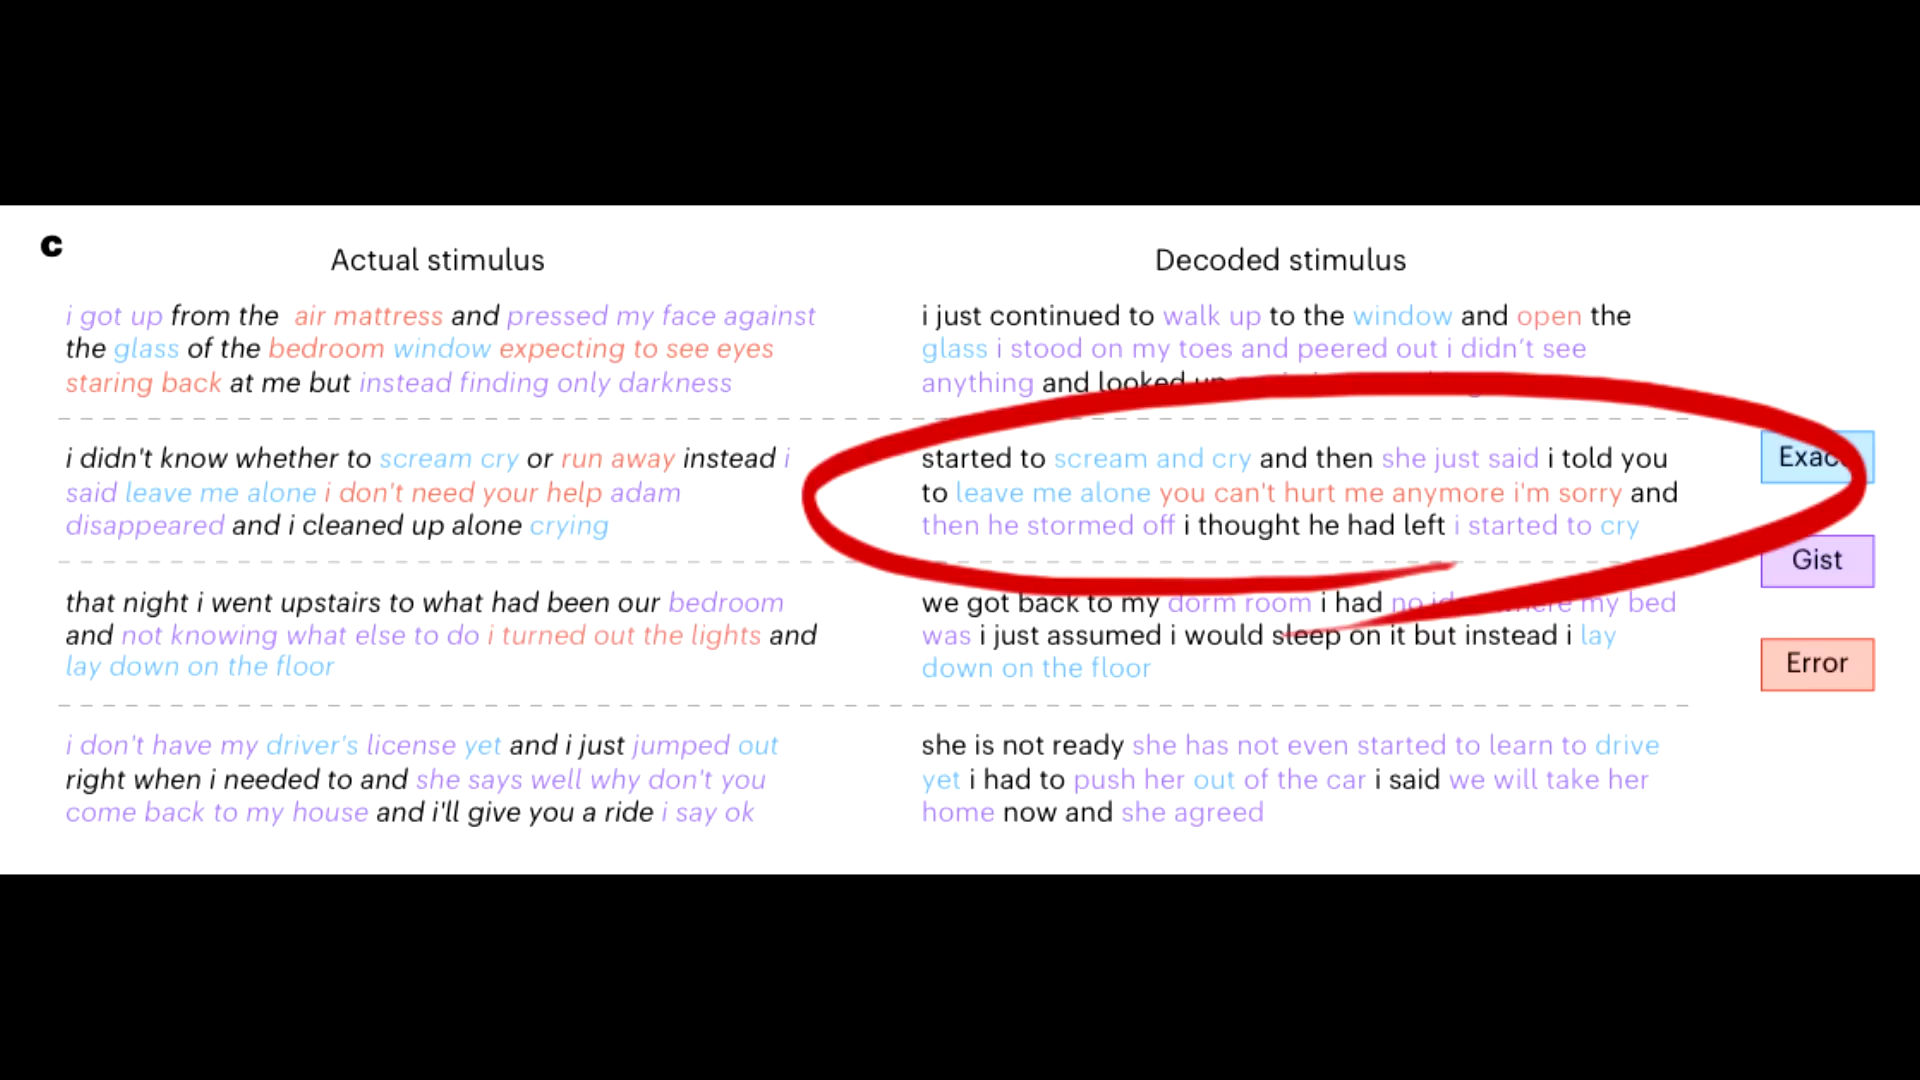 c
Actual stimulus
i got up from the air mattress and pressed my face against
the glass of the bedroom window expecting to see eyes
staring back at me but instead finding only darkness
i didn't know whether to scream cry or run away instead i
said leave me alone i don't need your help adam
disappeared and i cleaned up alone crying
that night i went upstairs to what had been our bedroom
and not knowing what else to do i turned out the lights and
lay down on the floor
i don't have my driver's license yet and i just jumped out
right when i needed to and she says well why don't you
come back to my house and i'll give you a ride i say ok
Decoded stimulus
i just continued to walk up to the window and open the
glass i stood on my toes and peered out i didn't see
anything and looked up
started to scream and cry and then she just said i told you
to leave me alone you can't hurt me anymore i'm sorry and
then he stormed off i thought he had left i started to cry
we got back to my dorm room i had no my bed
was i just assumed i would sleep on it but instead i lay
down on the floor
she is not ready she has not even started to learn to drive
yet i had to push her out of the car i said we will take her
home now and she agreed
Exac
Gist
Error